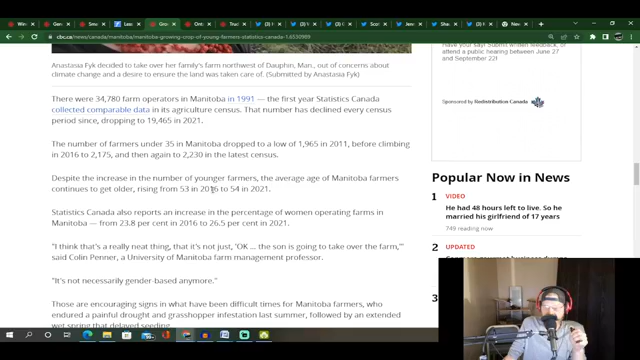 Win
Gro
Sma
Less
Gro
Ont
Truc
(3)
(3) H
(3)
Sco
Jen
Sha
(3) H
Nev
cbc.ca/news/canada/manitoba/manitoba-growing-crop-of-young-farmers-statistics-canada-1.6530989
Anastasia Fyk decided to take over her family's farm northwest of Dauphin, Man., out of concerns about
climate change and a desire to ensure the land was taken care of. (Submitted by Anastasia Fyk)
There were 34,780 farm operators in Manitoba in 1991 — the first year Statistics Canada
collected comparable data in its agriculture census. That number has declined every census
period since, dropping to 19,465 in 2021.
The number of farmers under 35 in Manitoba dropped to a low of 1,965 in 2011, before climbing
in 2016 to 2,175, and then again to 2,230 in the latest census.
Despite the increase in the number of younger farmers, the average age of Manitoba farmers
continues to get older, rising from 53 in 2016 to 54 in 2021.
Statistics Canada also reports an increase in the percentage of women operating farms in
Manitoba — from 23.8 per cent in 2016 to 26.5 per cent in 2021.
"I think that's a really neat thing, that it's not just, 'OK ... the son is going to take over the farm,'"
said Colin Penner, a University of Manitoba farm management professor.
"It's not necessarily gender-based anymore."
Those are encouraging signs in what have been difficult times for Manitoba farmers, who
endured a painful drought and grasshopper infestation last summer, followed by an extended
wet spring that delayed seeding.
Have your say! Submit written feedback, or
attend a public hearing between June 27
and September 22!
Sponsored by Redistribution Canada
Popular Now in News
1 VIDEO
He had 48 hours to live. So he
married his girlfriend of 17 years
749 reading now
2 UPDATED
3